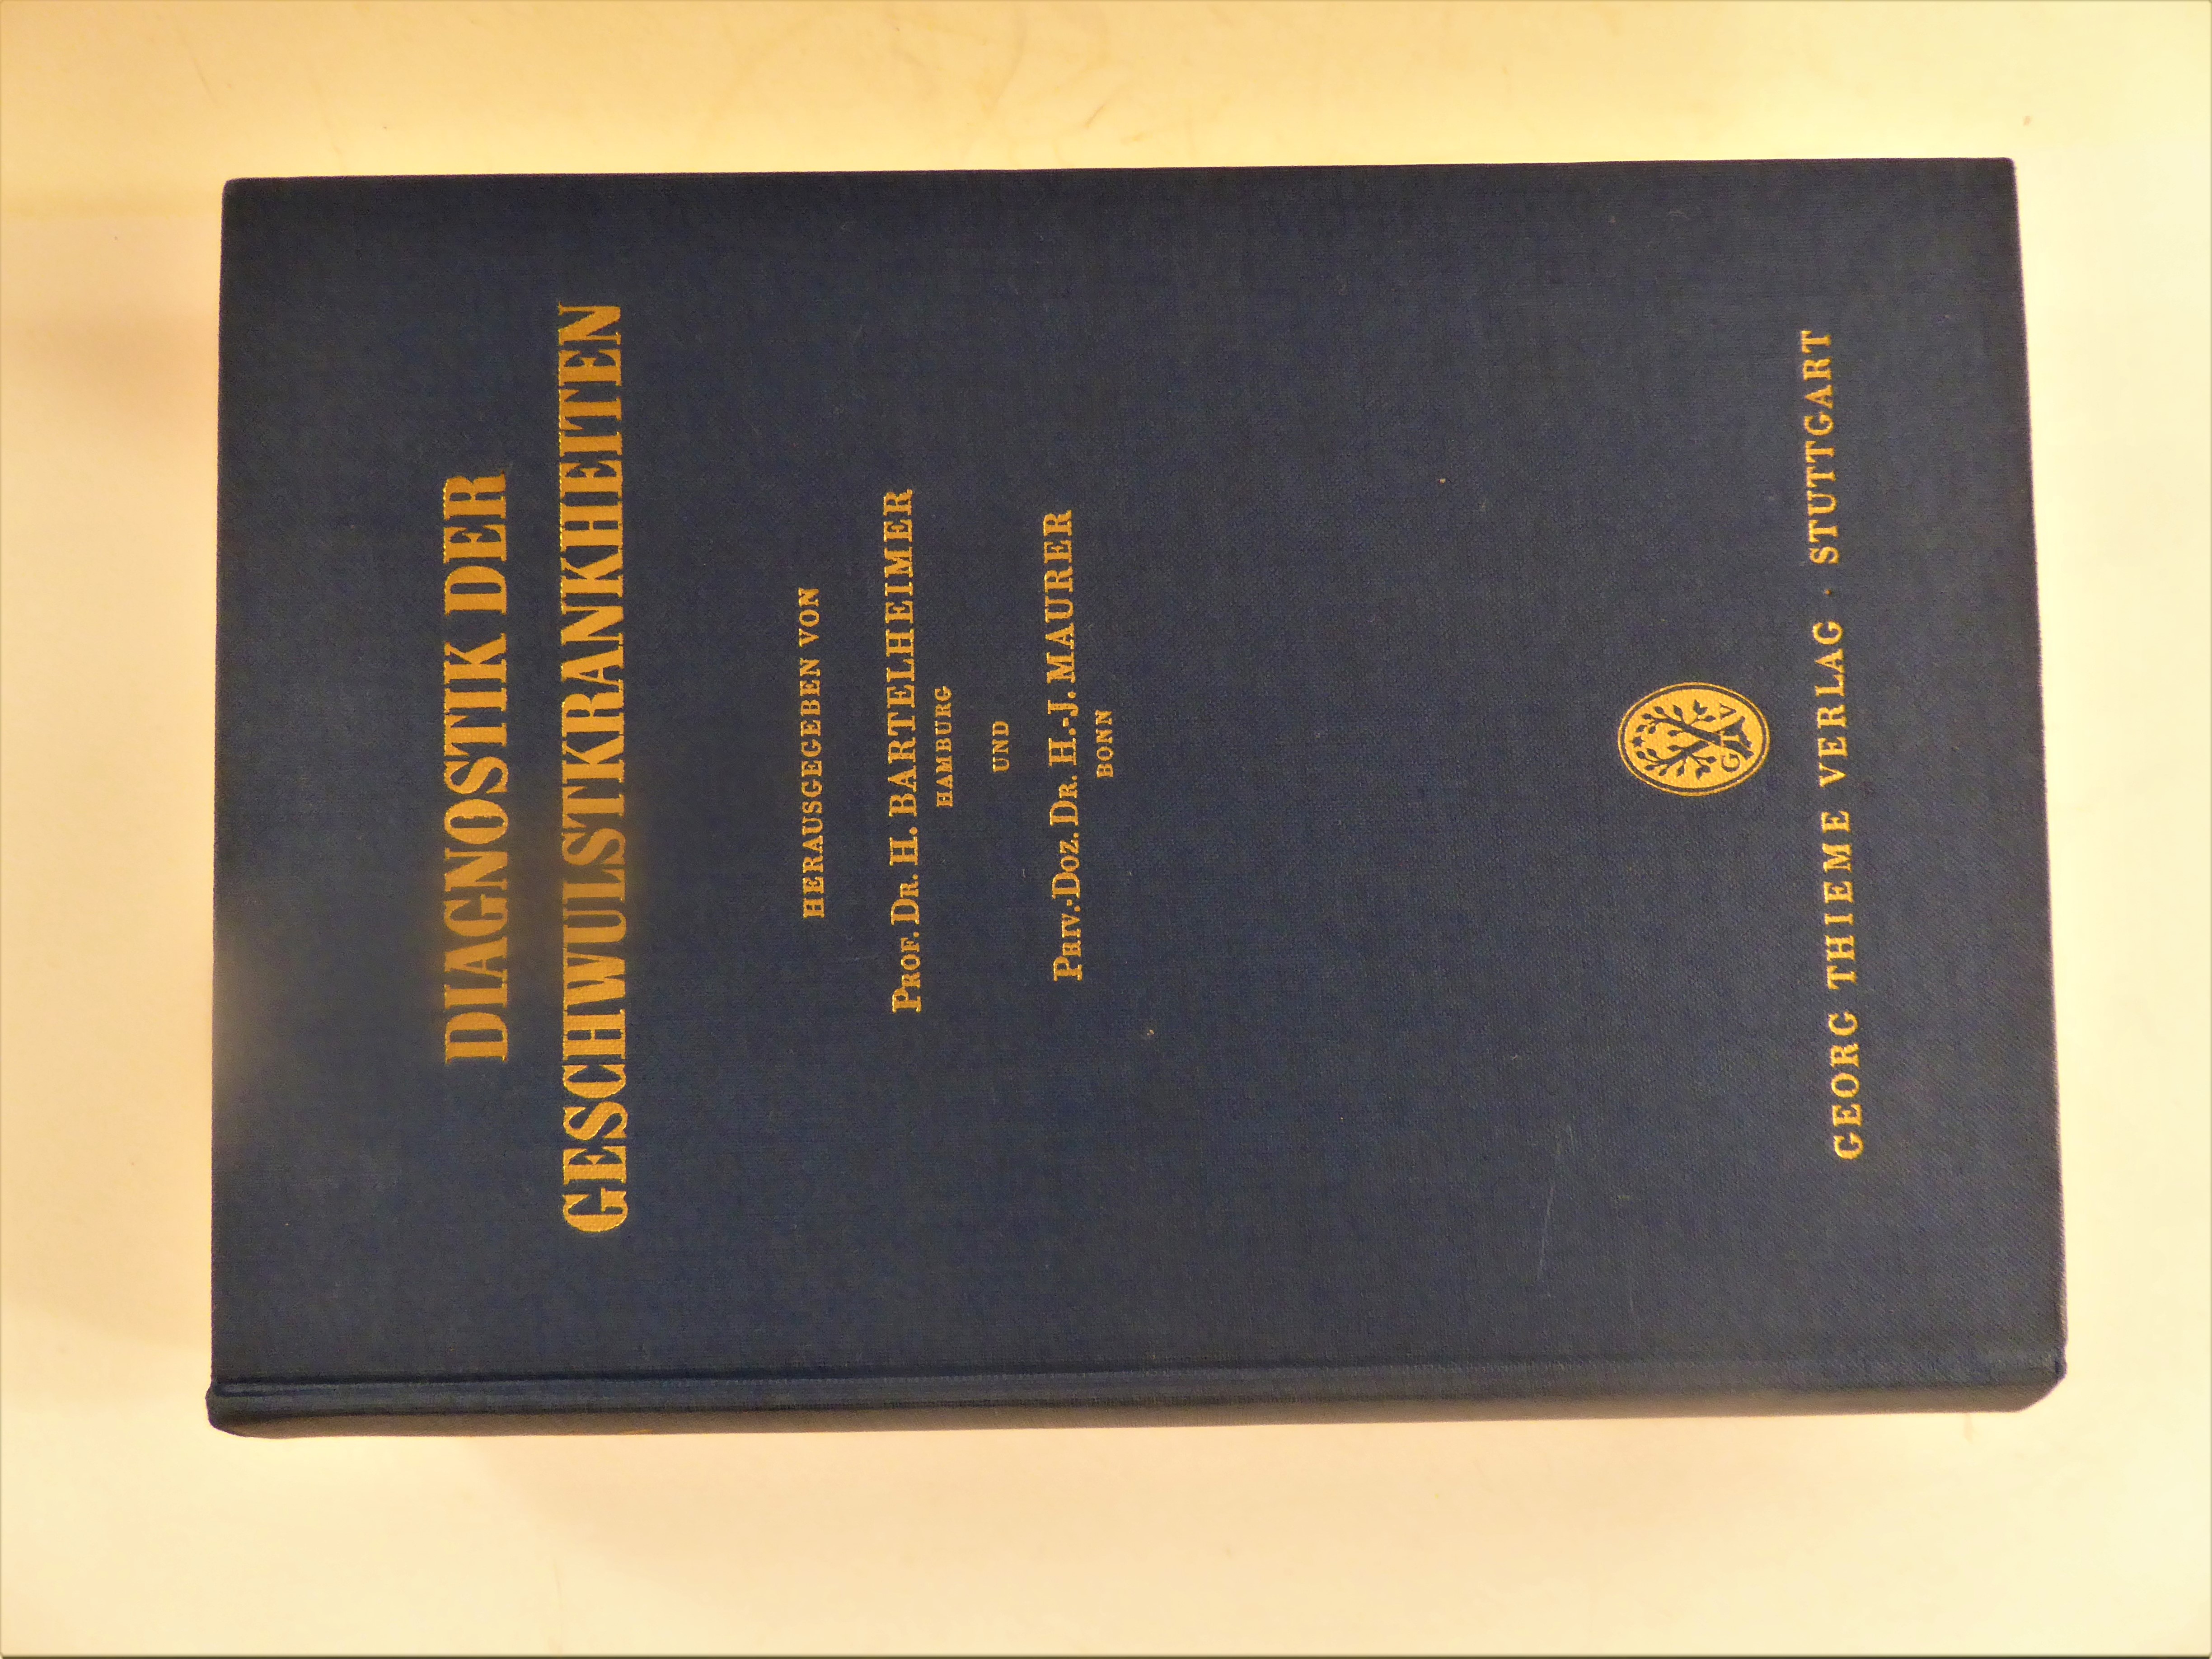 DIAGNOSTIK DER
GESCHWULSTKRANKHEITEN
HERAUSGEGEBEN VON
PROF. DR. H. BARTELHEIMER
HAMBURG
UND
PRIV.-DOZ. DR. H.-J. MAURER
BONN
GTV
GEORG THIEME VERLAG · STUTTGART